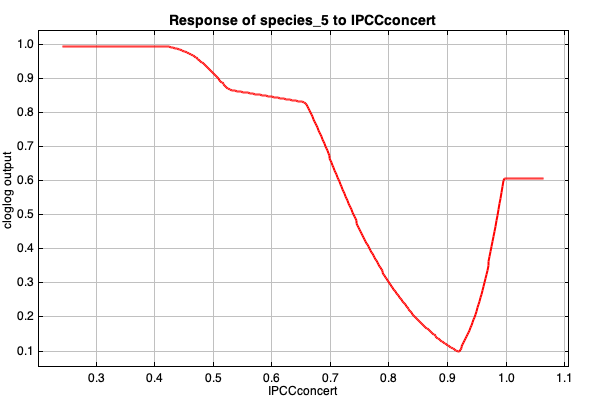 Response of species_5 to IPCCconcert
cloglog output
1.0
0.9
0.8
0.7
0.6
0.5
0.4
0.3
0.2
0.1
0.3 0.4 0.5 0.6 0.7 0.8 0.9 1.0 1.1
IPCCconcert